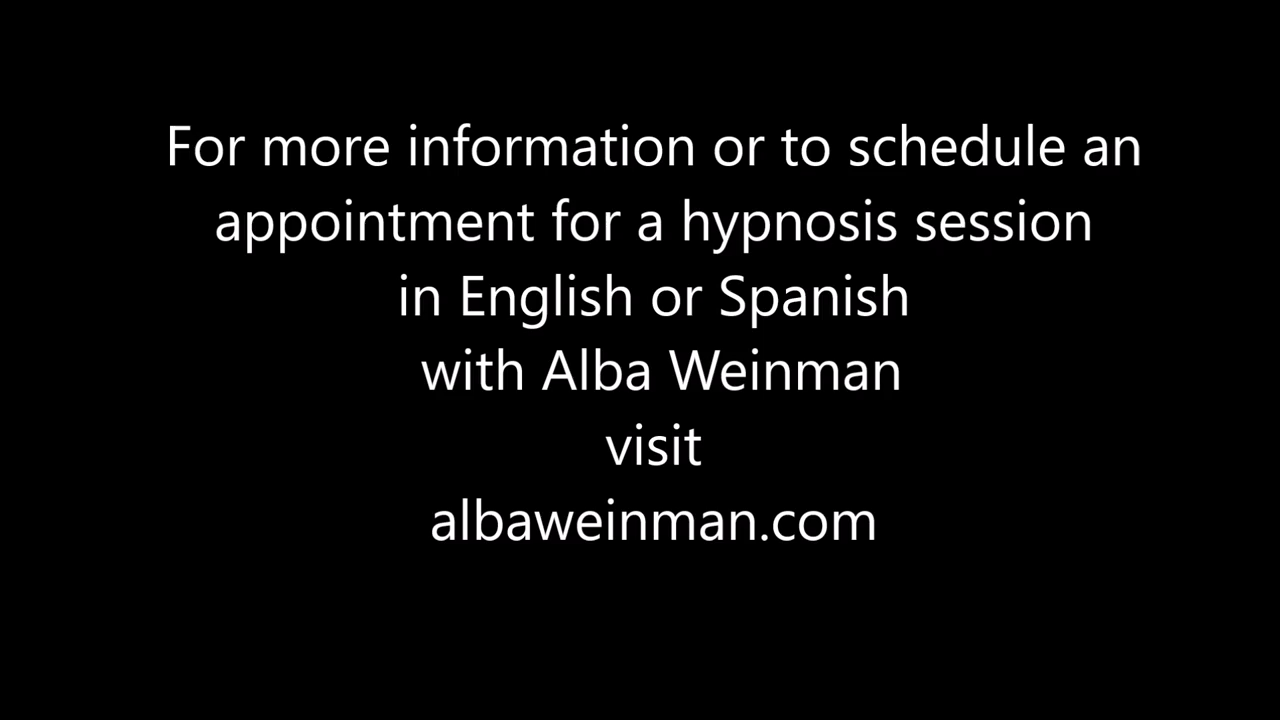 For more information or to schedule an
appointment for a hypnosis session
in English or Spanish
with Alba Weinman
visit
albaweinman.com